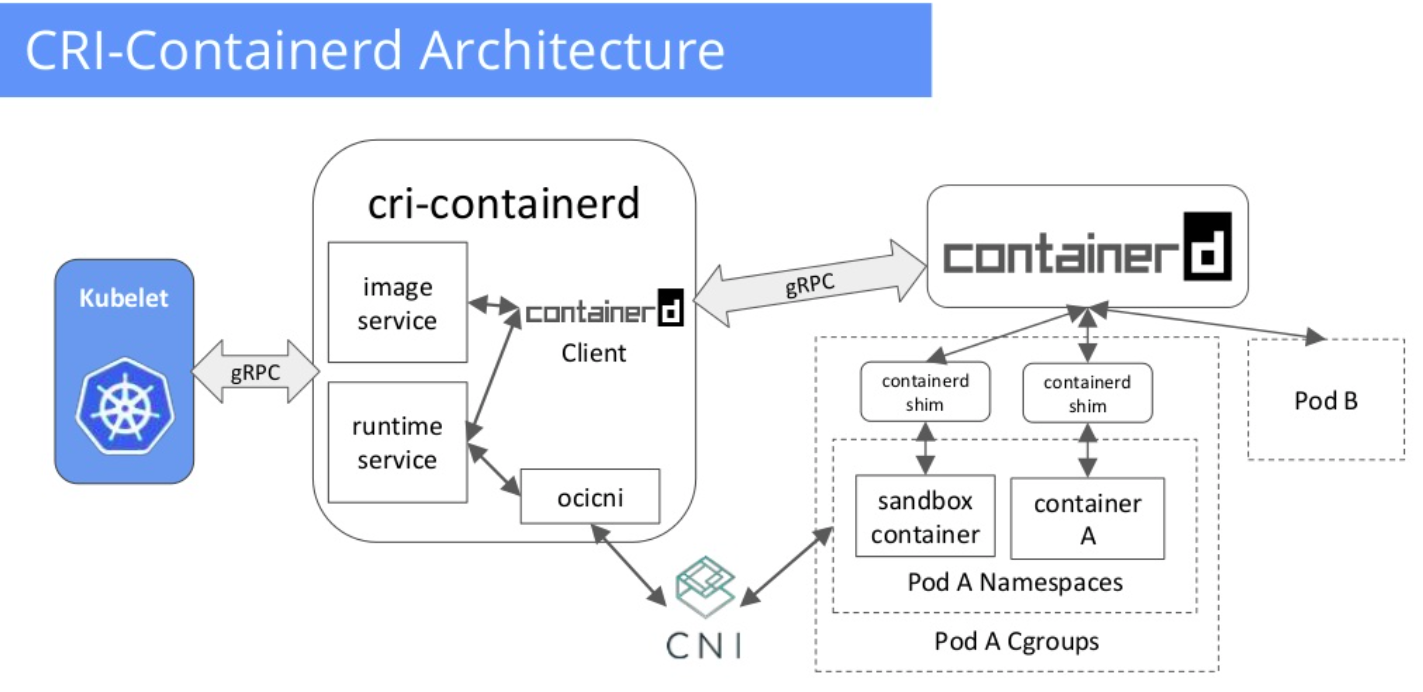 CRI-Containerd Architecture
cri-containerd
Kubelet
gRPC
image
service
containerd
Client
runtime
service
ocicni
gRPC
containerd
containerd
shim
containerd
shim
Pod B
sandbox
container
container
A
Pod A Namespaces
Pod A Cgroups
CNI